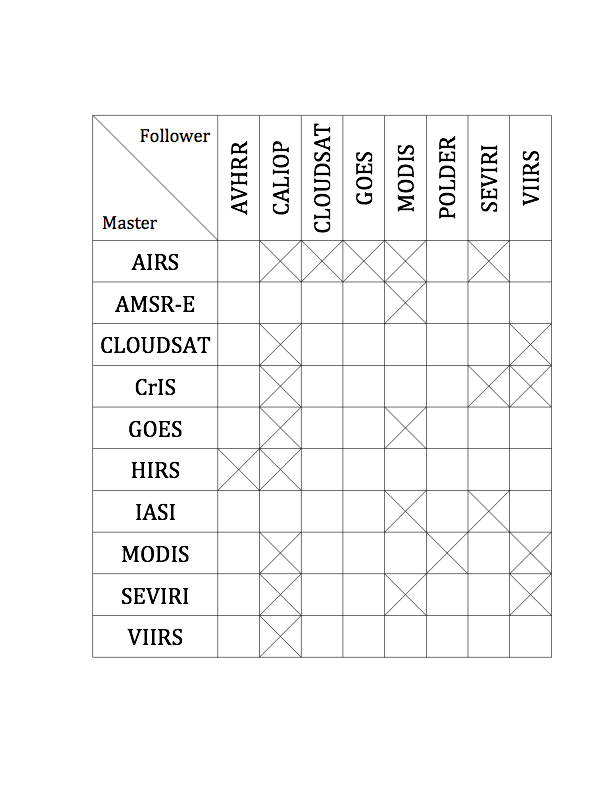 Follower
Master
AVHRR
CALIOP
CLOUDSAT
GOES
MODIS
POLDER
SEVIRI
VIIRS
AIRS
AMSR-E
CLOUDSAT
CrIS
GOES
HIRS
IASI
MODIS
SEVIRI
VIIRS